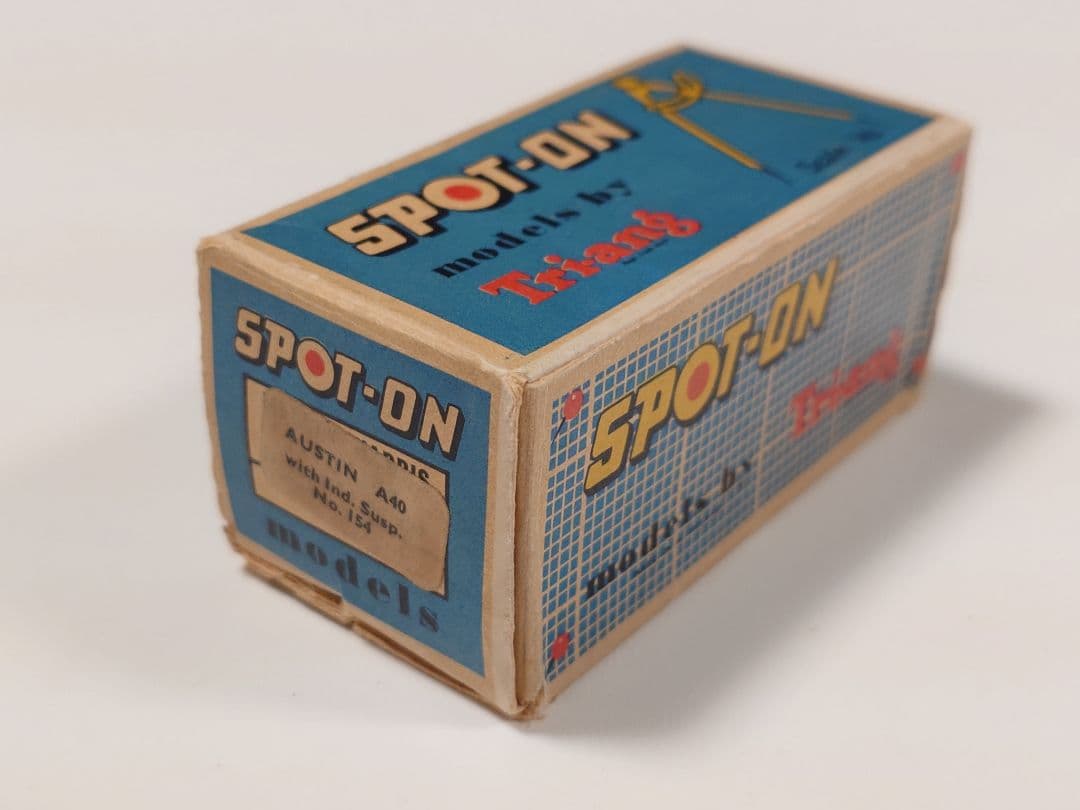 SPOT-ON
models by
Tri-ang
Scale
SPOT-ON
AUSTIN A40
with Ind. Susp.
No. 154
models
SPOT-ON
models by
Tri-ang